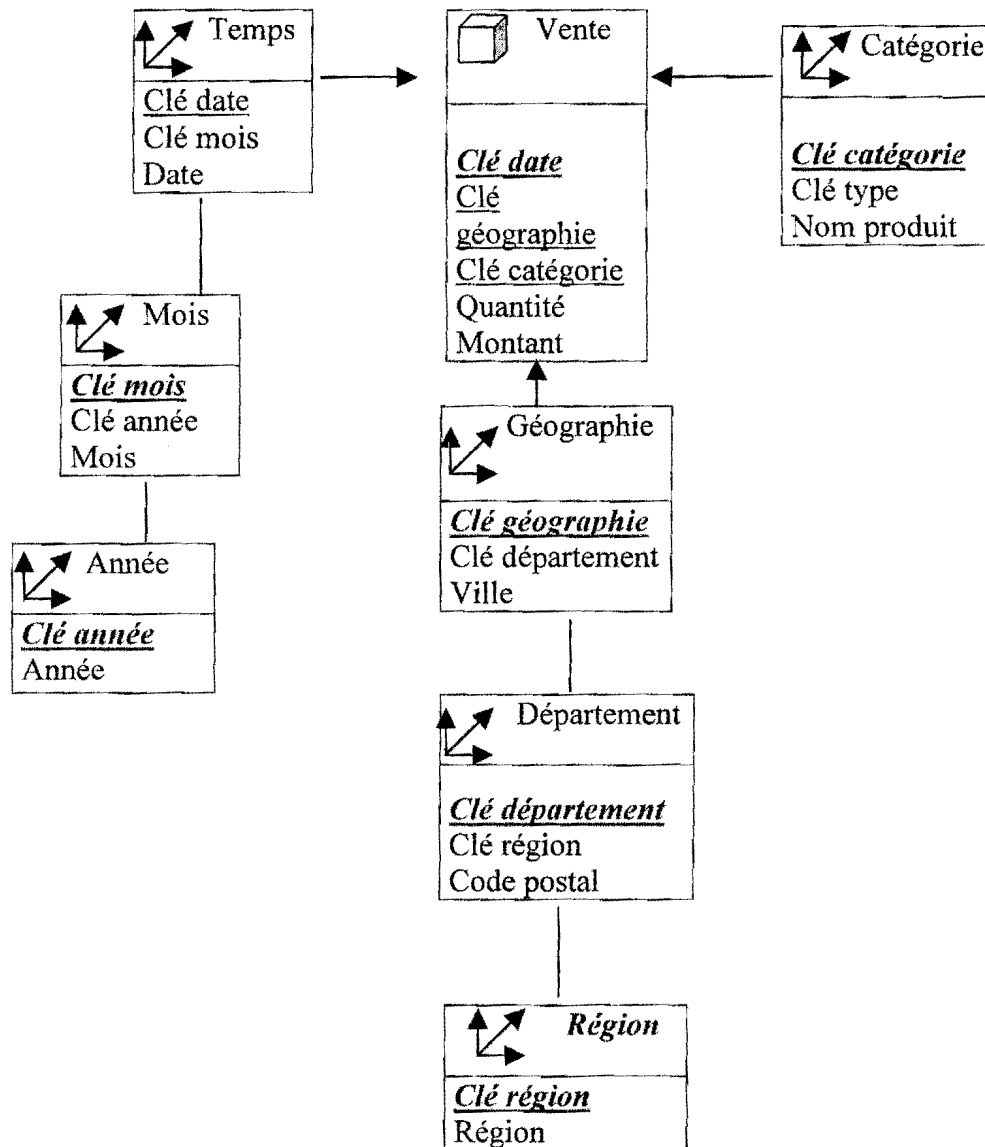 Temps
Clé date
Clé mois
Date
Vente
Clé date
Clé
géographie
Clé catégorie
Quantité
Montant
Catégorie
Clé catégorie
Clé type
Nom produit
Mois
Clé mois
Clé année
Mois
Année
Clé année
Année
Géographie
Clé géographie
Clé département
Ville
Département
Clé département
Clé région
Code postal
Région
Clé région
Région